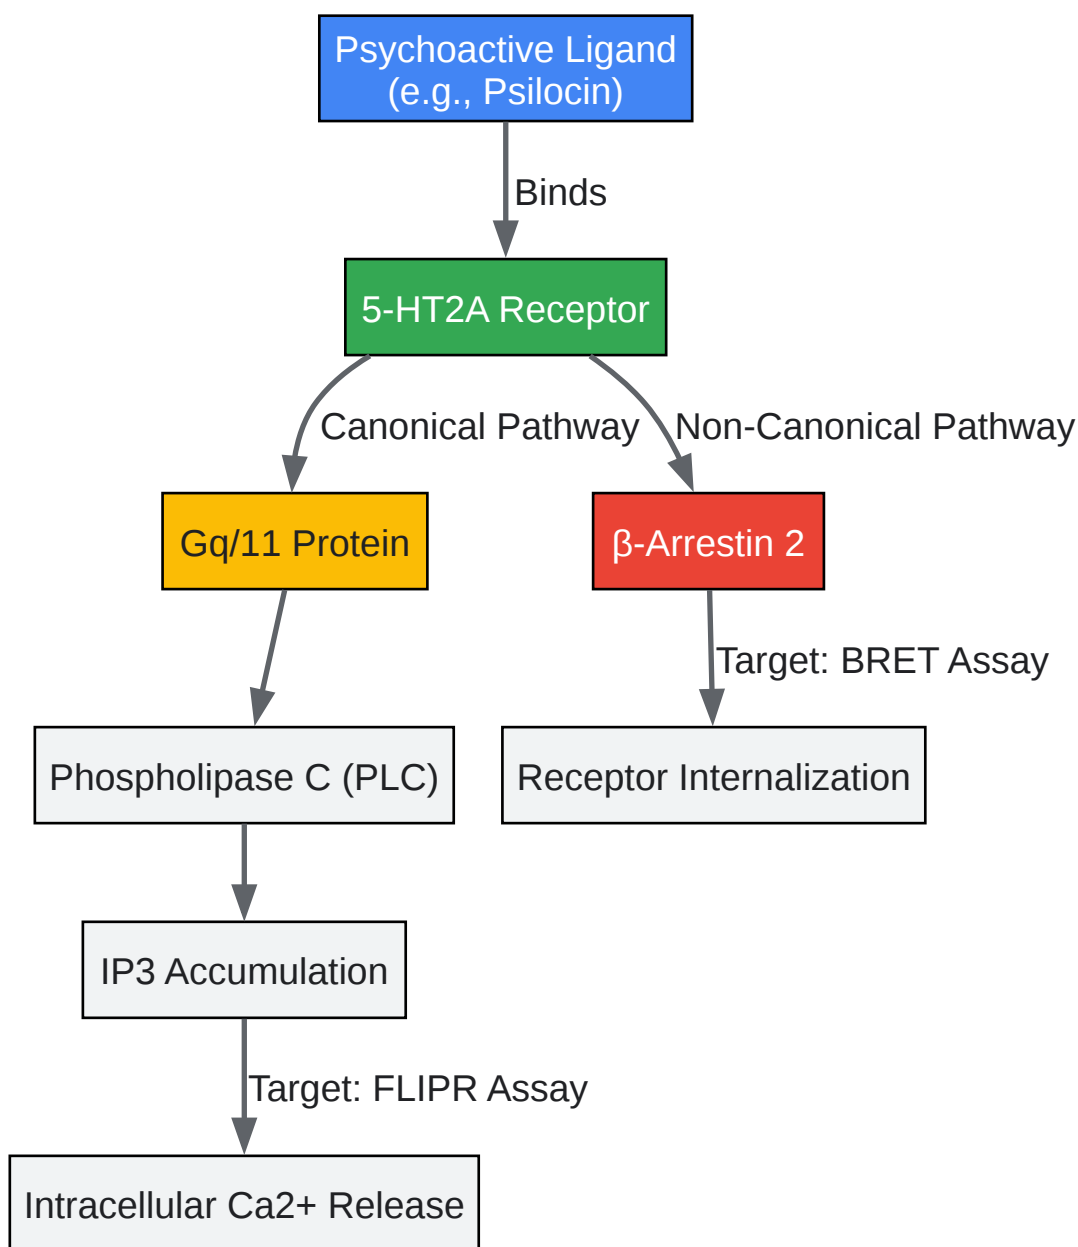 Psychoactive Ligand
(e.g., Psilocin)
Binds
5-HT2A Receptor
Canonical Pathway
Non-Canonical Pathway
Gq/11 Protein
β-Arrestin 2
Target: BRET Assay
Phospholipase C (PLC)
Receptor Internalization
IP3 Accumulation
Target: FLIPR Assay
Intracellular Ca2+ Release